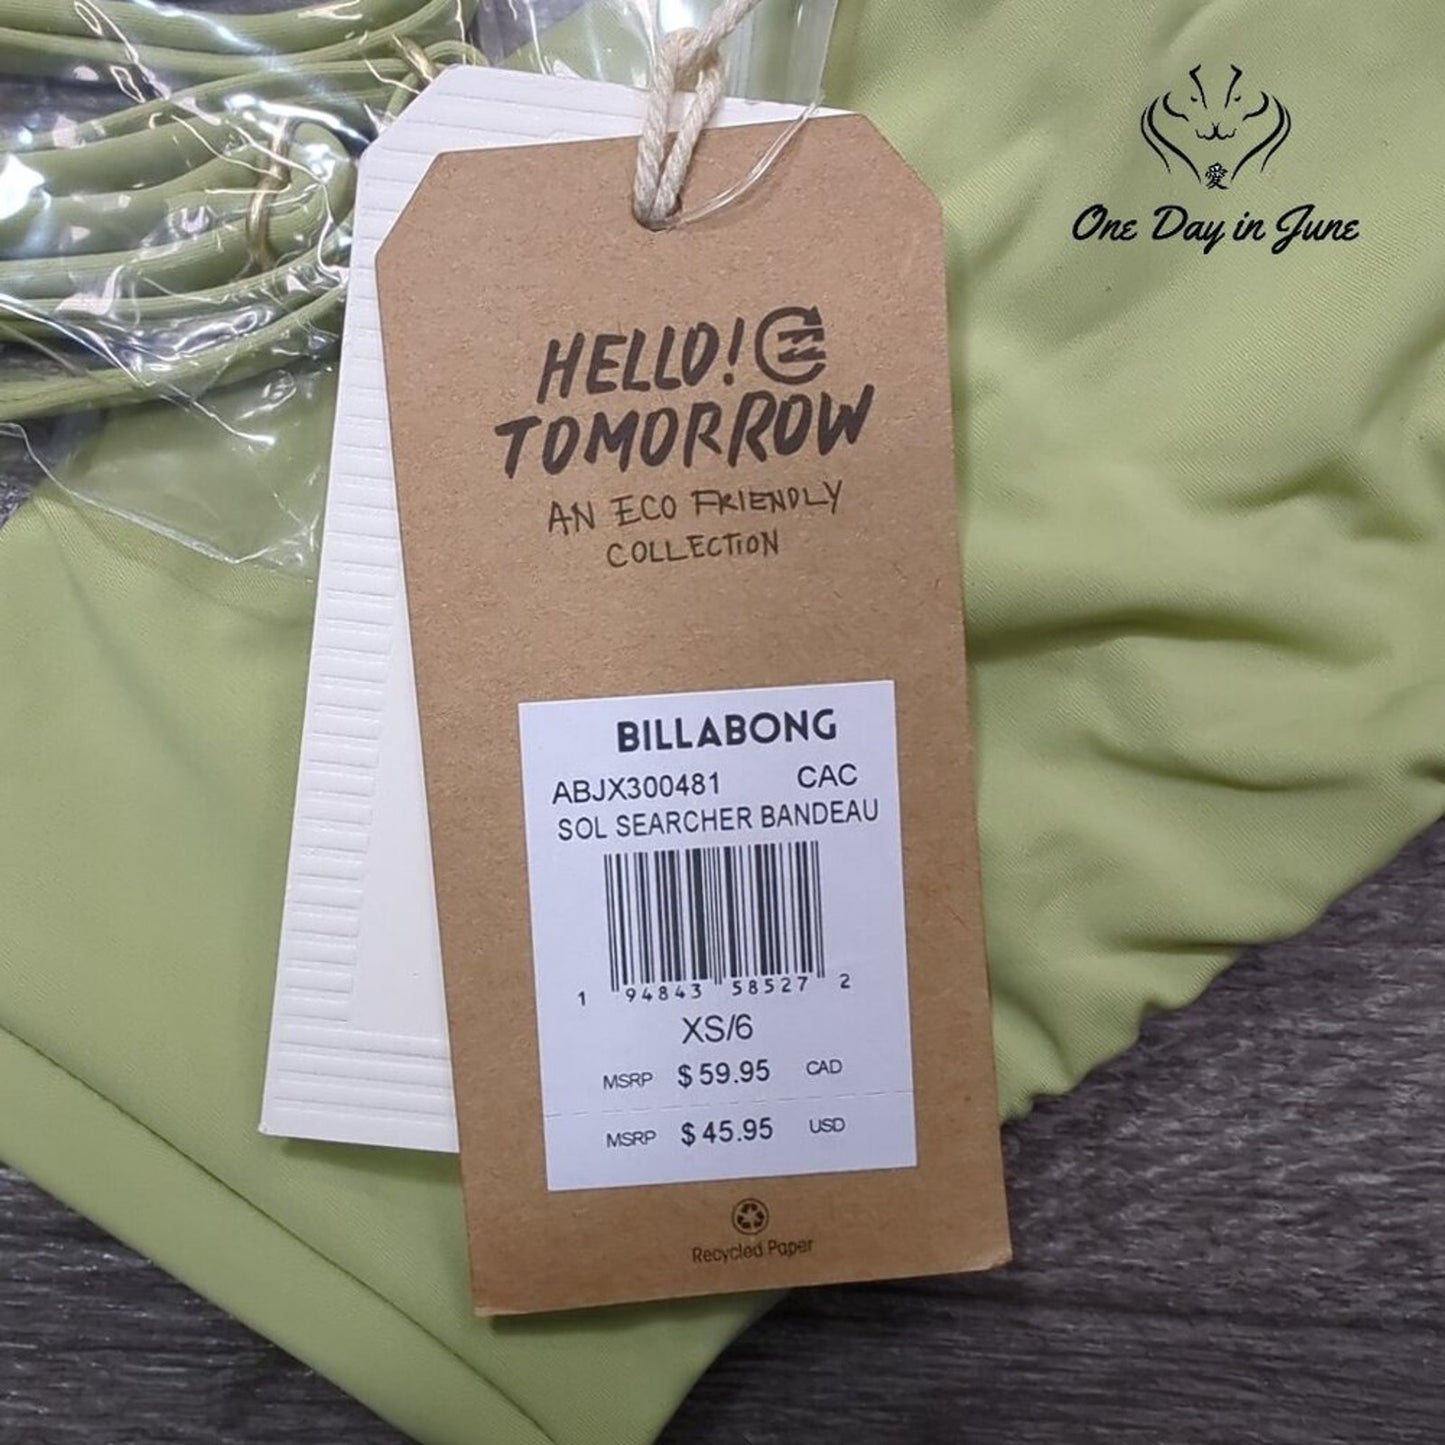 愛
One Day in June
HELLO!
TOMORROW
AN ECO FRIENDLY
COLLECTION
BILLABONG
ABJX300481 CAC
SOL SEARCHER BANDEAU
1 94843 58527 2
XS/6
MSRP $59.95 CAD
MSRP $45.95 USD
Recycled Paper